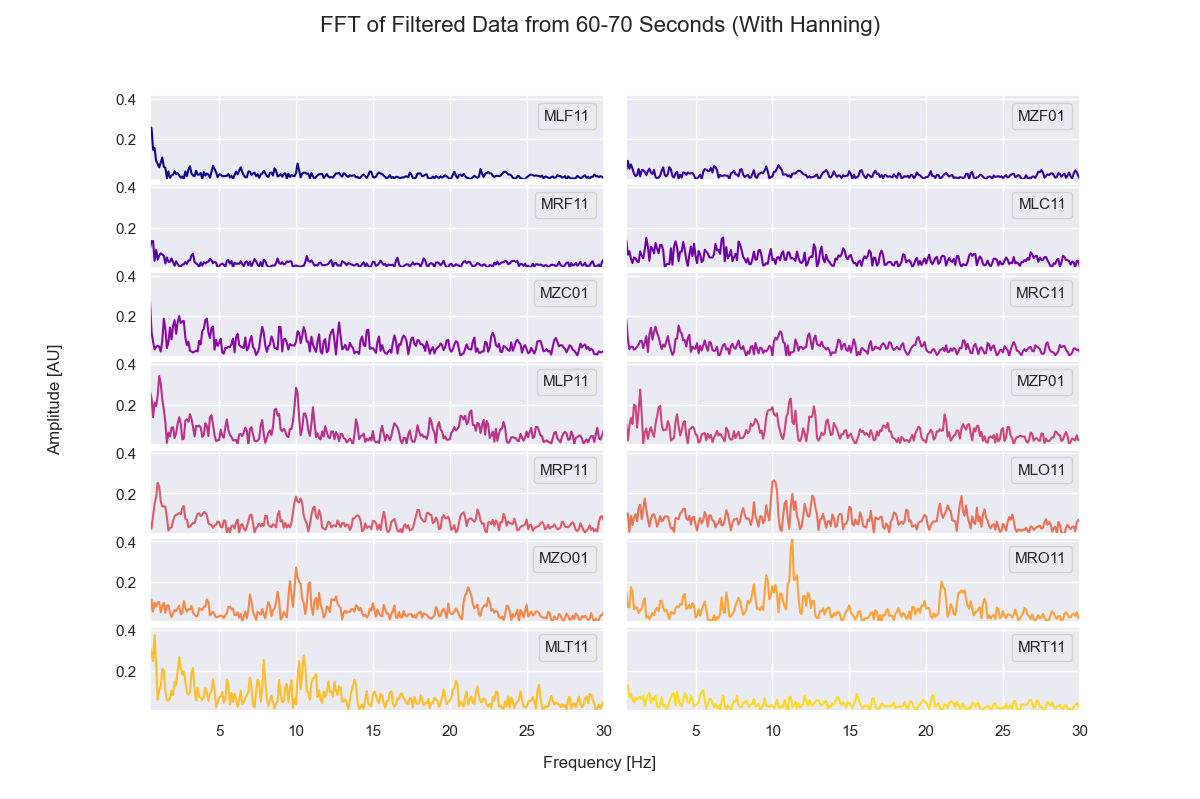 FFT of Filtered Data from 60-70 Seconds (With Hanning)
0.4
0.2
MLF11
MZF01
0.4
0.2
MRF11
MLC11
0.4
0.2
MZC01
MRC11
0.4
0.2
MLP11
MZP01
0.4
0.2
MRP11
MLO11
0.4
0.2
MZO01
MRO11
0.4
0.2
MLT11
MRT11
5 10 15 20 25 30 5 10 15 20 25 30
Amplitude [AU]
Frequency [Hz]